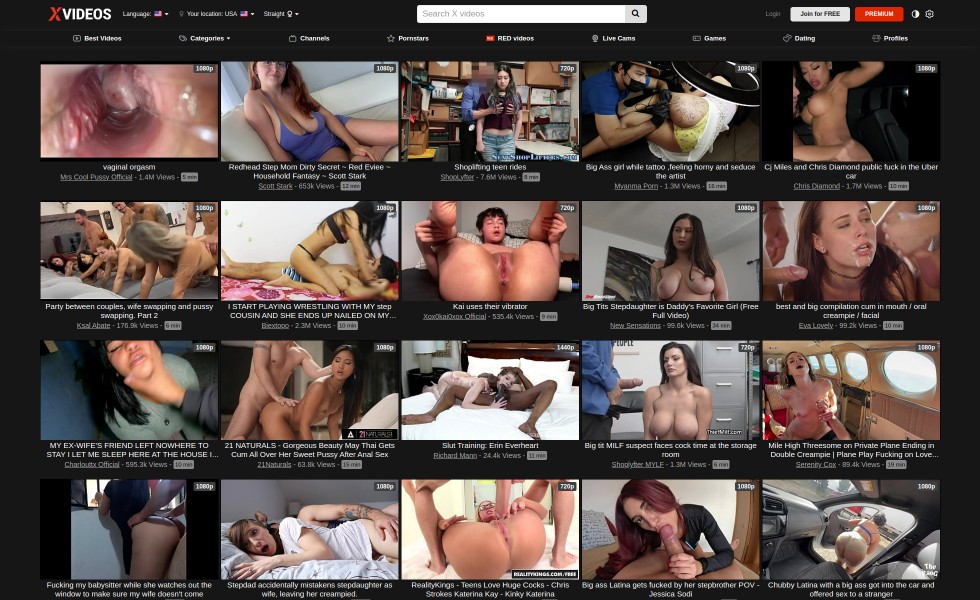 XVIDEOS
Language:
Your location: USA
Straight
Search X videos
Login
Join for FREE
PREMIUM
Best Videos
Categories
Channels
Pornstars
RED videos
Live Cams
Games
Dating
Profiles
1080p
1080p
720p
1080p
1080p
vaginal orgasm
Mrs Cool Pussy Official - 1.4M Views - 5 min
Redhead Step Mom Dirty Secret ~ Red Eviee ~
Household Fantasy ~ Scott Stark
Scott Stark - 653k Views - 12 min
Shoplifting teen rides
ShopLyfter - 7.6M Views - 8 min
Big Ass girl while tattoo ,feeling horny and seduce
the artist
Myanma Porn - 1.3M Views - 16 min
Cj Miles and Chris Diamond public fuck in the Uber
car
Chris Diamond - 1.7M Views - 10 min
1080p
1080p
720p
1080p
1080p
Party between couples, wife swapping and pussy
swapping. Part 2
Ksal Abate - 176.9k Views - 6 min
I START PLAYING WRESTLING WITH MY step
COUSIN AND SHE ENDS UP NAILED ON MY...
Biextopo - 2.3M Views - 10 min
Kai uses their vibrator
Xox0kai0xox Official - 535.4k Views - 9 min
Big Tits Stepdaughter is Daddy's Favorite Girl (Free
Full Video)
New Sensations - 99.6k Views - 34 min
best and big compilation cum in mouth / oral
creampie / facial
Eva Lovely - 99.2k Views - 10 min
1080p
1080p
1440p
720p
1080p
21NATURALS
ThiefMilf.com
MY EX-WIFE'S FRIEND LEFT NOWHERE TO
STAY I LET ME SLEEP HERE AT THE HOUSE I...
Charlouttx Official - 595.3k Views - 10 min
21 NATURALS - Gorgeous Beauty May Thai Gets
Cum All Over Her Sweet Pussy After Anal Sex
21Naturals - 63.8k Views - 15 min
Slut Training: Erin Everheart
Richard Mann - 24.4k Views - 11 min
Big tit MILF suspect faces cock time at the storage
room
Shoplyfter MYLF - 1.3M Views - 6 min
Mile High Threesome on Private Plane Ending in
Double Creampie | Plane Play Fucking on Love...
Serenity Cox - 89.4k Views - 19 min
1080p
1080p
720p
1080p
1080p
REALITYKINGS.COM/FREE
Fucking my babysitter while she watches out the
window to make sure my wife doesn't come
Stepdad accidentally mistakens stepdaughter as
wife, leaving her creampied.
RealityKings - Teens Love Huge Cocks - Chris
Strokes Katerina Kay - Kinky Katerina
Big ass Latina gets fucked by her stepbrother POV -
Jessica Sodi
Chubby Latina with a big ass got into the car and
offered sex to a stranger